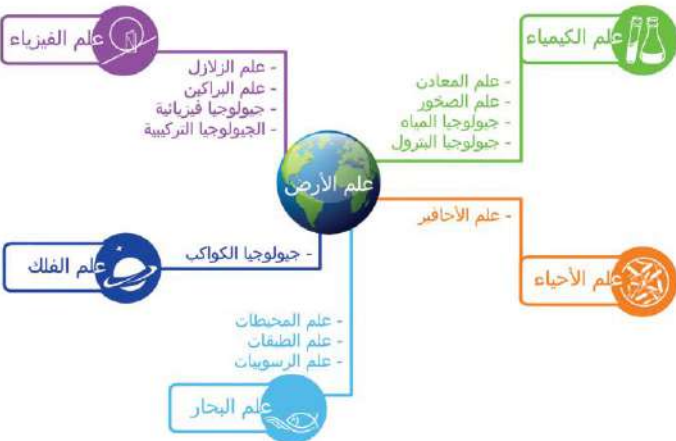 علم الكيمياء
- علم المعادن
- علم الصخور
- جيولوجيا المياه
- جيولوجيا البترول
علم الفيزياء
- علم الزلازل
- علم البراكين
- جيولوجيا فيزيائية
- الجيولوجيا التركيبية
علم الأرض
- علم الأحافير
علم الأحياء
- جيولوجيا الكواكب
علم الفلك
- علم المحيطات
- علم الطبقات
- علم الرسوبيات
علم البحار